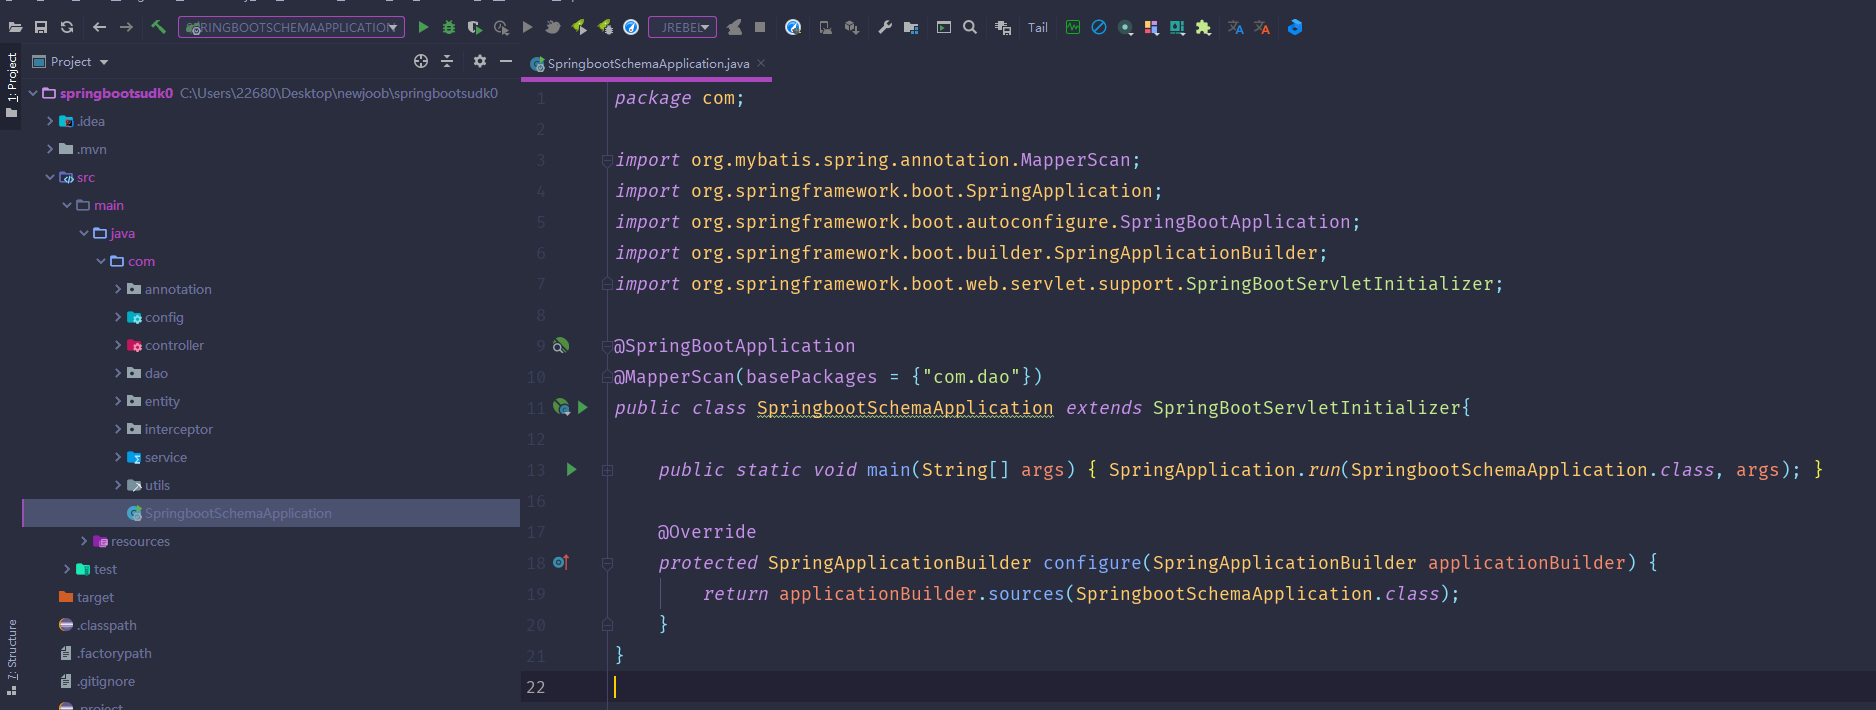 SPRINGBOOTSCHEMAAPPLICATION
JREBEL
Tail
1: Project
Project
SpringbootSchemaApplication.java
springbootsudk0 C:\Users\22680\Desktop\newjoob\springbootsudk0
.idea
.mvn
src
main
java
com
annotation
config
controller
dao
entity
interceptor
service
utils
SpringbootSchemaApplication
resources
test
target
.classpath
.factorypath
.gitignore
.project
7: Structure
1 package com;
2
3 import org.mybatis.spring.annotation.MapperScan;
4 import org.springframework.boot.SpringApplication;
5 import org.springframework.boot.autoconfigure.SpringBootApplication;
6 import org.springframework.boot.builder.SpringApplicationBuilder;
7 import org.springframework.boot.web.servlet.support.SpringBootServletInitializer;
8
9 @SpringBootApplication
10 @MapperScan(basePackages = {"com.dao"})
11 public class SpringbootSchemaApplication extends SpringBootServletInitializer{
12
13 public static void main(String[] args) { SpringApplication.run(SpringbootSchemaApplication.class, args); }
16
17 @Override
18 protected SpringApplicationBuilder configure(SpringApplicationBuilder applicationBuilder) {
19 return applicationBuilder.sources(SpringbootSchemaApplication.class);
20 }
21 }
22